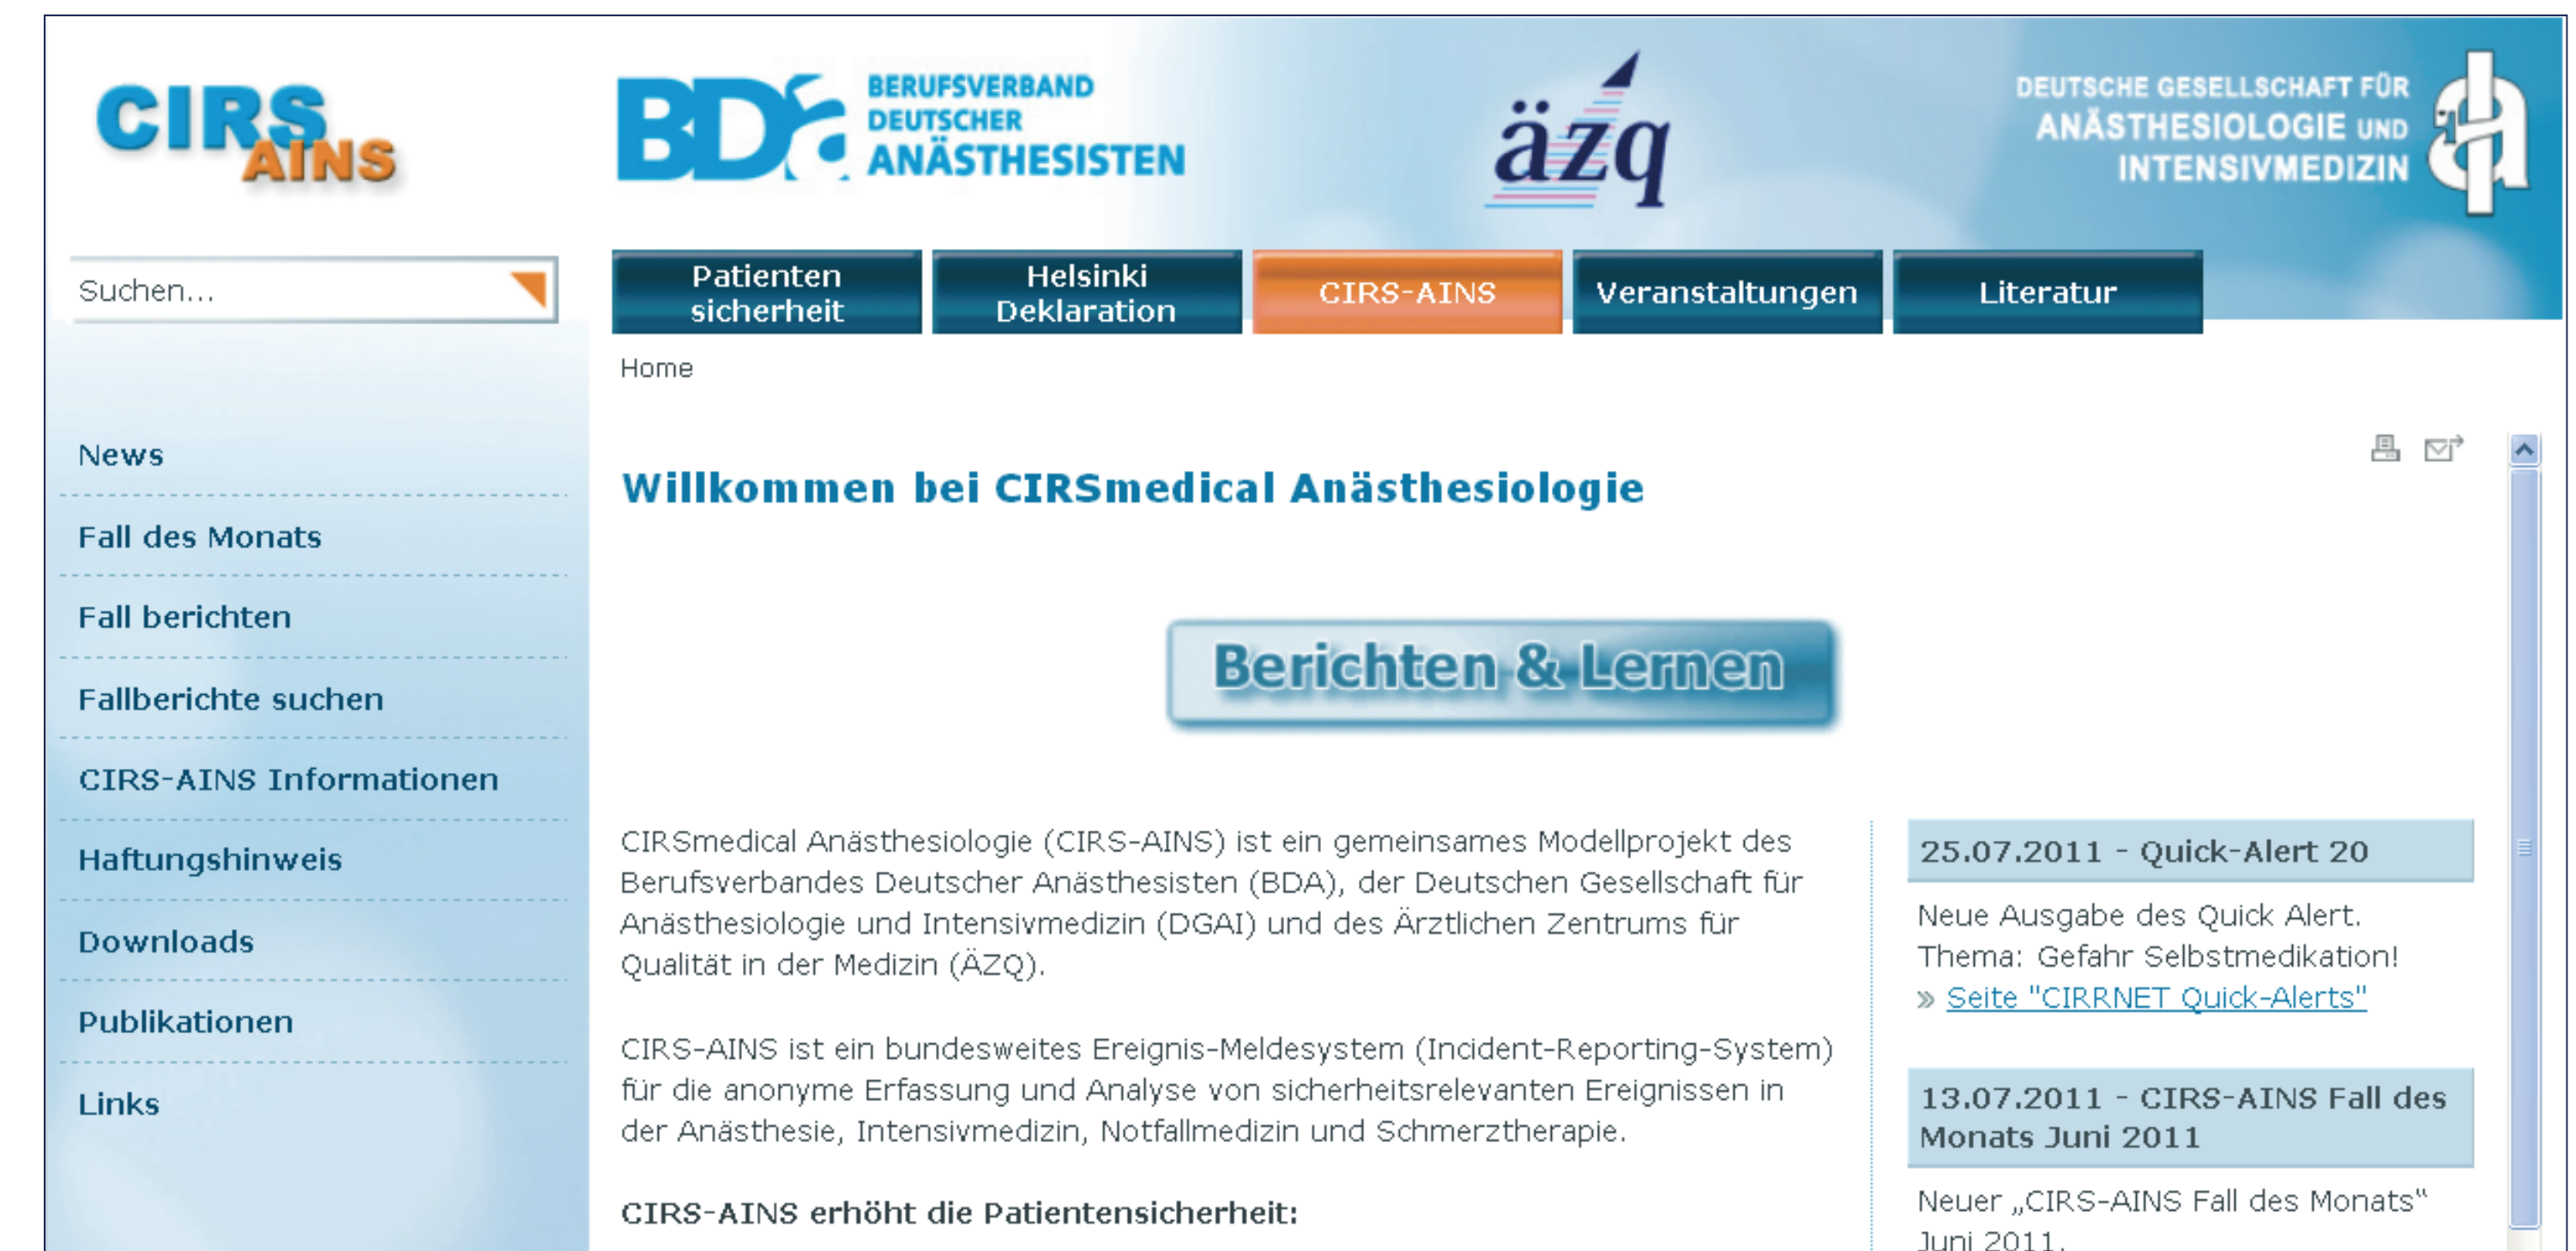 CIRS
AINS
BDA
BERUFSVERBAND
DEUTSCHER
ANÄSTHESISTEN
äzq
DEUTSCHE GESELLSCHAFT FÜR
ANÄSTHESIOLOGIE UND
INTENSIVMEDIZIN
Suchen...
Patienten
sicherheit
Helsinki
Deklaration
CIRS-AINS
Veranstaltungen
Literatur
Home
News
Fall des Monats
Fall berichten
Fallberichte suchen
CIRS-AINS Informationen
Haftungshinweis
Downloads
Publikationen
Links
Willkommen bei CIRSmedical Anästhesiologie
Berichten & Lernen
CIRSmedical Anästhesiologie (CIRS-AINS) ist ein gemeinsames Modellprojekt des
Berufsverbandes Deutscher Anästhesisten (BDA), der Deutschen Gesellschaft für
Anästhesiologie und Intensivmedizin (DGAI) und des Ärztlichen Zentrums für
Qualität in der Medizin (ÄZQ).
CIRS-AINS ist ein bundesweites Ereignis-Meldesystem (Incident-Reporting-System)
für die anonyme Erfassung und Analyse von sicherheitsrelevanten Ereignissen in
der Anästhesie, Intensivmedizin, Notfallmedizin und Schmerztherapie.
CIRS-AINS erhöht die Patientensicherheit:
25.07.2011 - Quick-Alert 20
Neue Ausgabe des Quick Alert.
Thema: Gefahr Selbstmedikation!
» Seite "CIRRNET Quick-Alerts"
13.07.2011 - CIRS-AINS Fall des
Monats Juni 2011
Neuer „CIRS-AINS Fall des Monats“
Juni 2011.